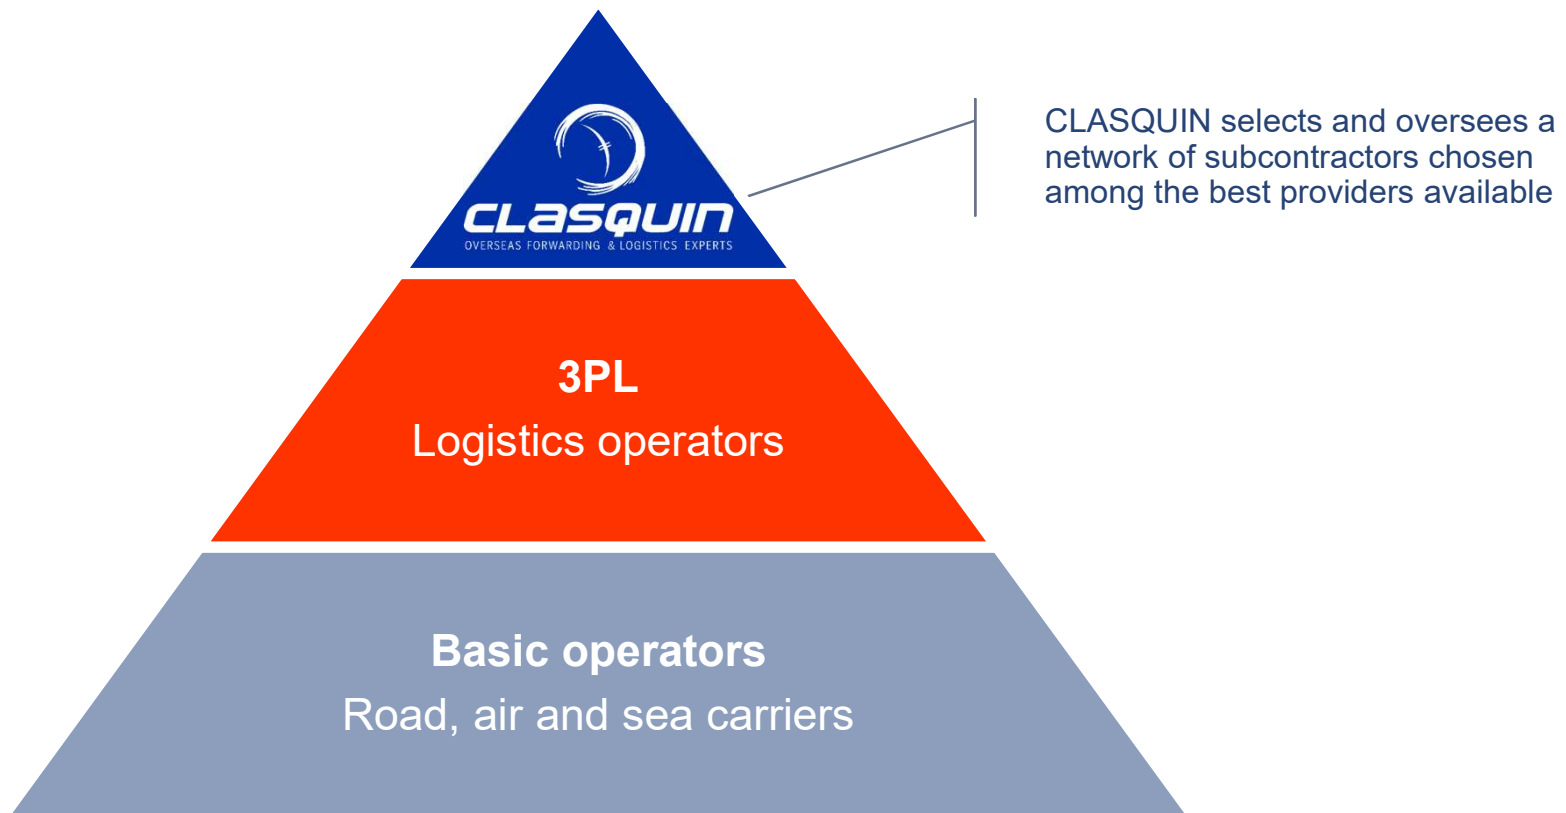 CLASQUIN
OVERSEAS FORWARDING & LOGISTICS EXPERTS
CLASQUIN selects and oversees a
network of subcontractors chosen
among the best providers available
3PL
Logistics operators
Basic operators
Road, air and sea carriers